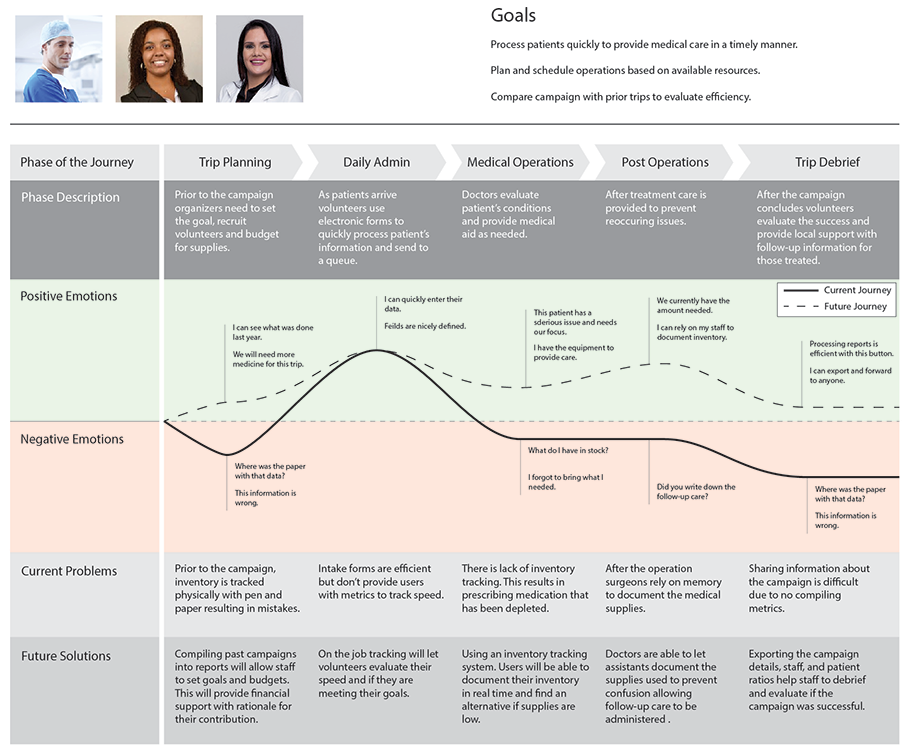 Goals
Process patients quickly to provide medical care in a timely manner.
Plan and schedule operations based on available resources.
Compare campaign with prior trips to evaluate efficiency.
Phase of the Journey
Trip Planning
Daily Admin
Medical Operations
Post Operations
Trip Debrief
Phase Description
Prior to the campaign
organizers need to set
the goal, recruit
volunteers and budget
for supplies.
As patients arrive
volunteers use
electronic forms to
quickly process patient's
information and send to
a queue.
Doctors evaluate
patient's conditions
and provide medical
aid as needed.
After treatment care is
provided to prevent
reoccuring issues.
After the campaign
concludes volunteers
evaluate the success and
provide local support with
follow-up information for
those treated.
Positive Emotions
Current Journey
Future Journey
I can see what was done
last year.
We will need more
medicine for this trip.
I can quickly enter their
data.
Feilds are nicely defined.
This patient has a
sderious issue and needs
our focus.
I have the equipment to
provide care.
We currently have the
amount needed.
I can rely on my staff to
document inventory.
Processing reports is
efficient with this button.
I can export and forward
to anyone.
Negative Emotions
Where was the paper
with that data?
This information is
wrong.
What do I have in stock?
I forgot to bring what I
needed.
Did you write down the
follow-up care?
Where was the paper
with that data?
This information is
wrong.
Current Problems
Prior to the campaign,
inventory is tracked
physically with pen and
paper resulting in mistakes.
Intake forms are efficient
but don't provide users
with metrics to track speed.
There is lack of inventory
tracking. This results in
prescribing medication that
has been depleted.
After the operation
surgeons rely on memory
to document the medical
supplies.
Sharing information about
the campaign is difficult
due to no compiling
metrics.
Future Solutions
Compiling past campaigns
into reports will allow staff
to set goals and budgets.
This will provide financial
support with rationale for
their contribution.
On the job tracking will let
volunteers evaluate their
speed and if they are
meeting their goals.
Using an inventory tracking
system. Users will be able to
document their inventory
in real time and find an
alternative if supplies are
low.
Doctors are able to let
assistants document the
supplies used to prevent
confusion allowing
follow-up care to be
administered .
Exporting the campaign
details, staff, and patient
ratios help staff to debrief
and evaluate if the
campaign was successful.